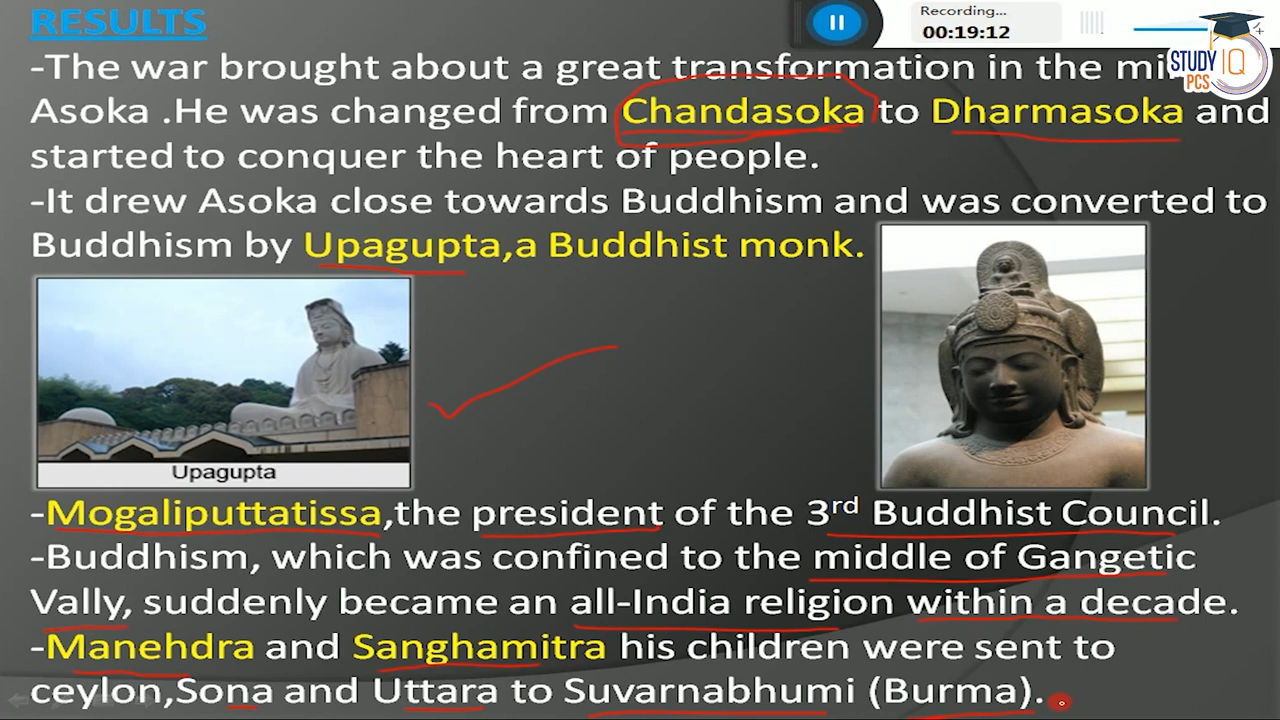 RESULTS
Recording...
00:19:12
STUDY IQ
PCS
-The war brought about a great transformation in the
Asoka .He was changed from Chandasoka to Dharmasoka and
started to conquer the heart of people.
-It drew Asoka close towards Buddhism and was converted to
Buddhism by Upagupta,a Buddhist monk.
Upagupta
-Mogaliputtatissa,the president of the 3rd Buddhist Council.
-Buddhism, which was confined to the middle of Gangetic
Vally, suddenly became an all-India religion within a decade.
-Manehdra and Sanghamitra his children were sent to
ceylon,Sona and Uttara to Suvarnabhumi (Burma).